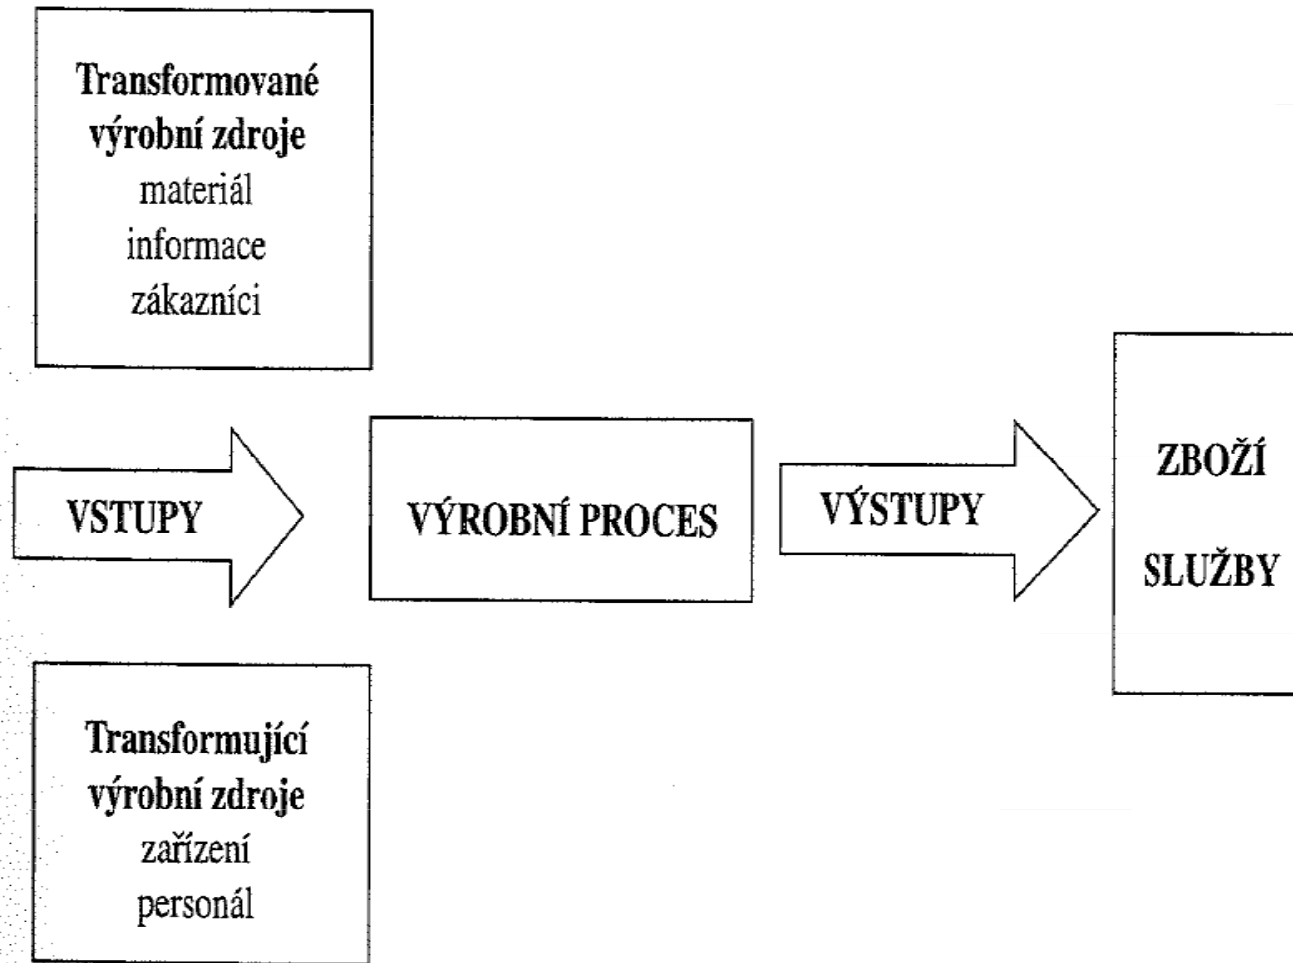 Transformované
výrobní zdroje
materiál
informace
zákazníci
VSTUPY
VÝROBNÍ PROCES
VÝSTUPY
ZBOŽÍ
SLUŽBY
Transformující
výrobní zdroje
zařízení
personál